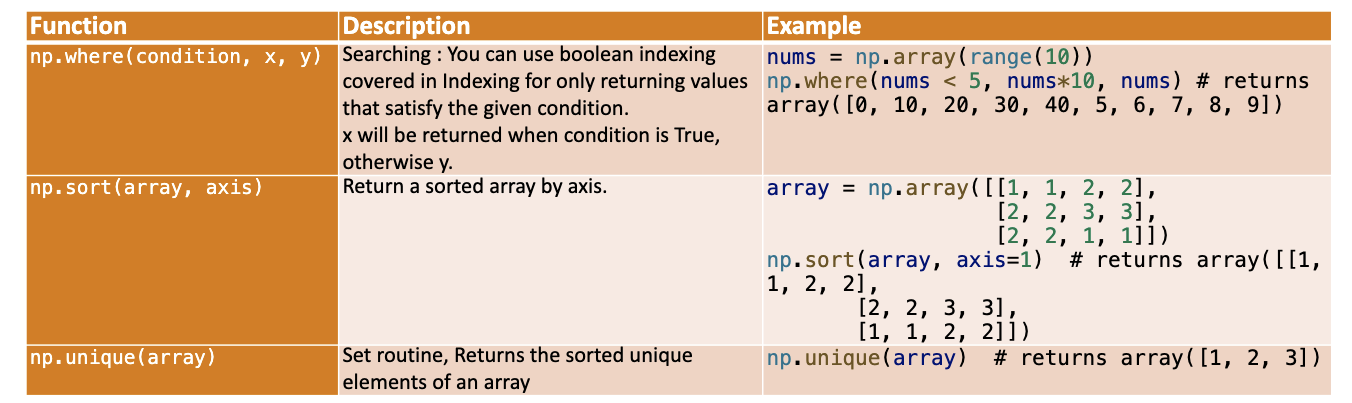 Function Description Example
np.where(condition, x, y)
Searching : You can use boolean indexing
covered in Indexing for only returning values
that satisfy the given condition.
x will be returned when condition is True,
otherwise y.
nums = np.array(range(10))
np.where(nums < 5, nums*10, nums) # returns
array([0, 10, 20, 30, 40, 5, 6, 7, 8, 9])
np.sort(array, axis)
Return a sorted array by axis.
array = np.array([[1, 1, 2, 2],
[2, 2, 3, 3],
[2, 2, 1, 1]])
np.sort(array, axis=1)  # returns array([[1,
1, 2, 2],
[2, 2, 3, 3],
[1, 1, 2, 2]])
np.unique(array)
Set routine, Returns the sorted unique
elements of an array
np.unique(array)  # returns array([1, 2, 3])